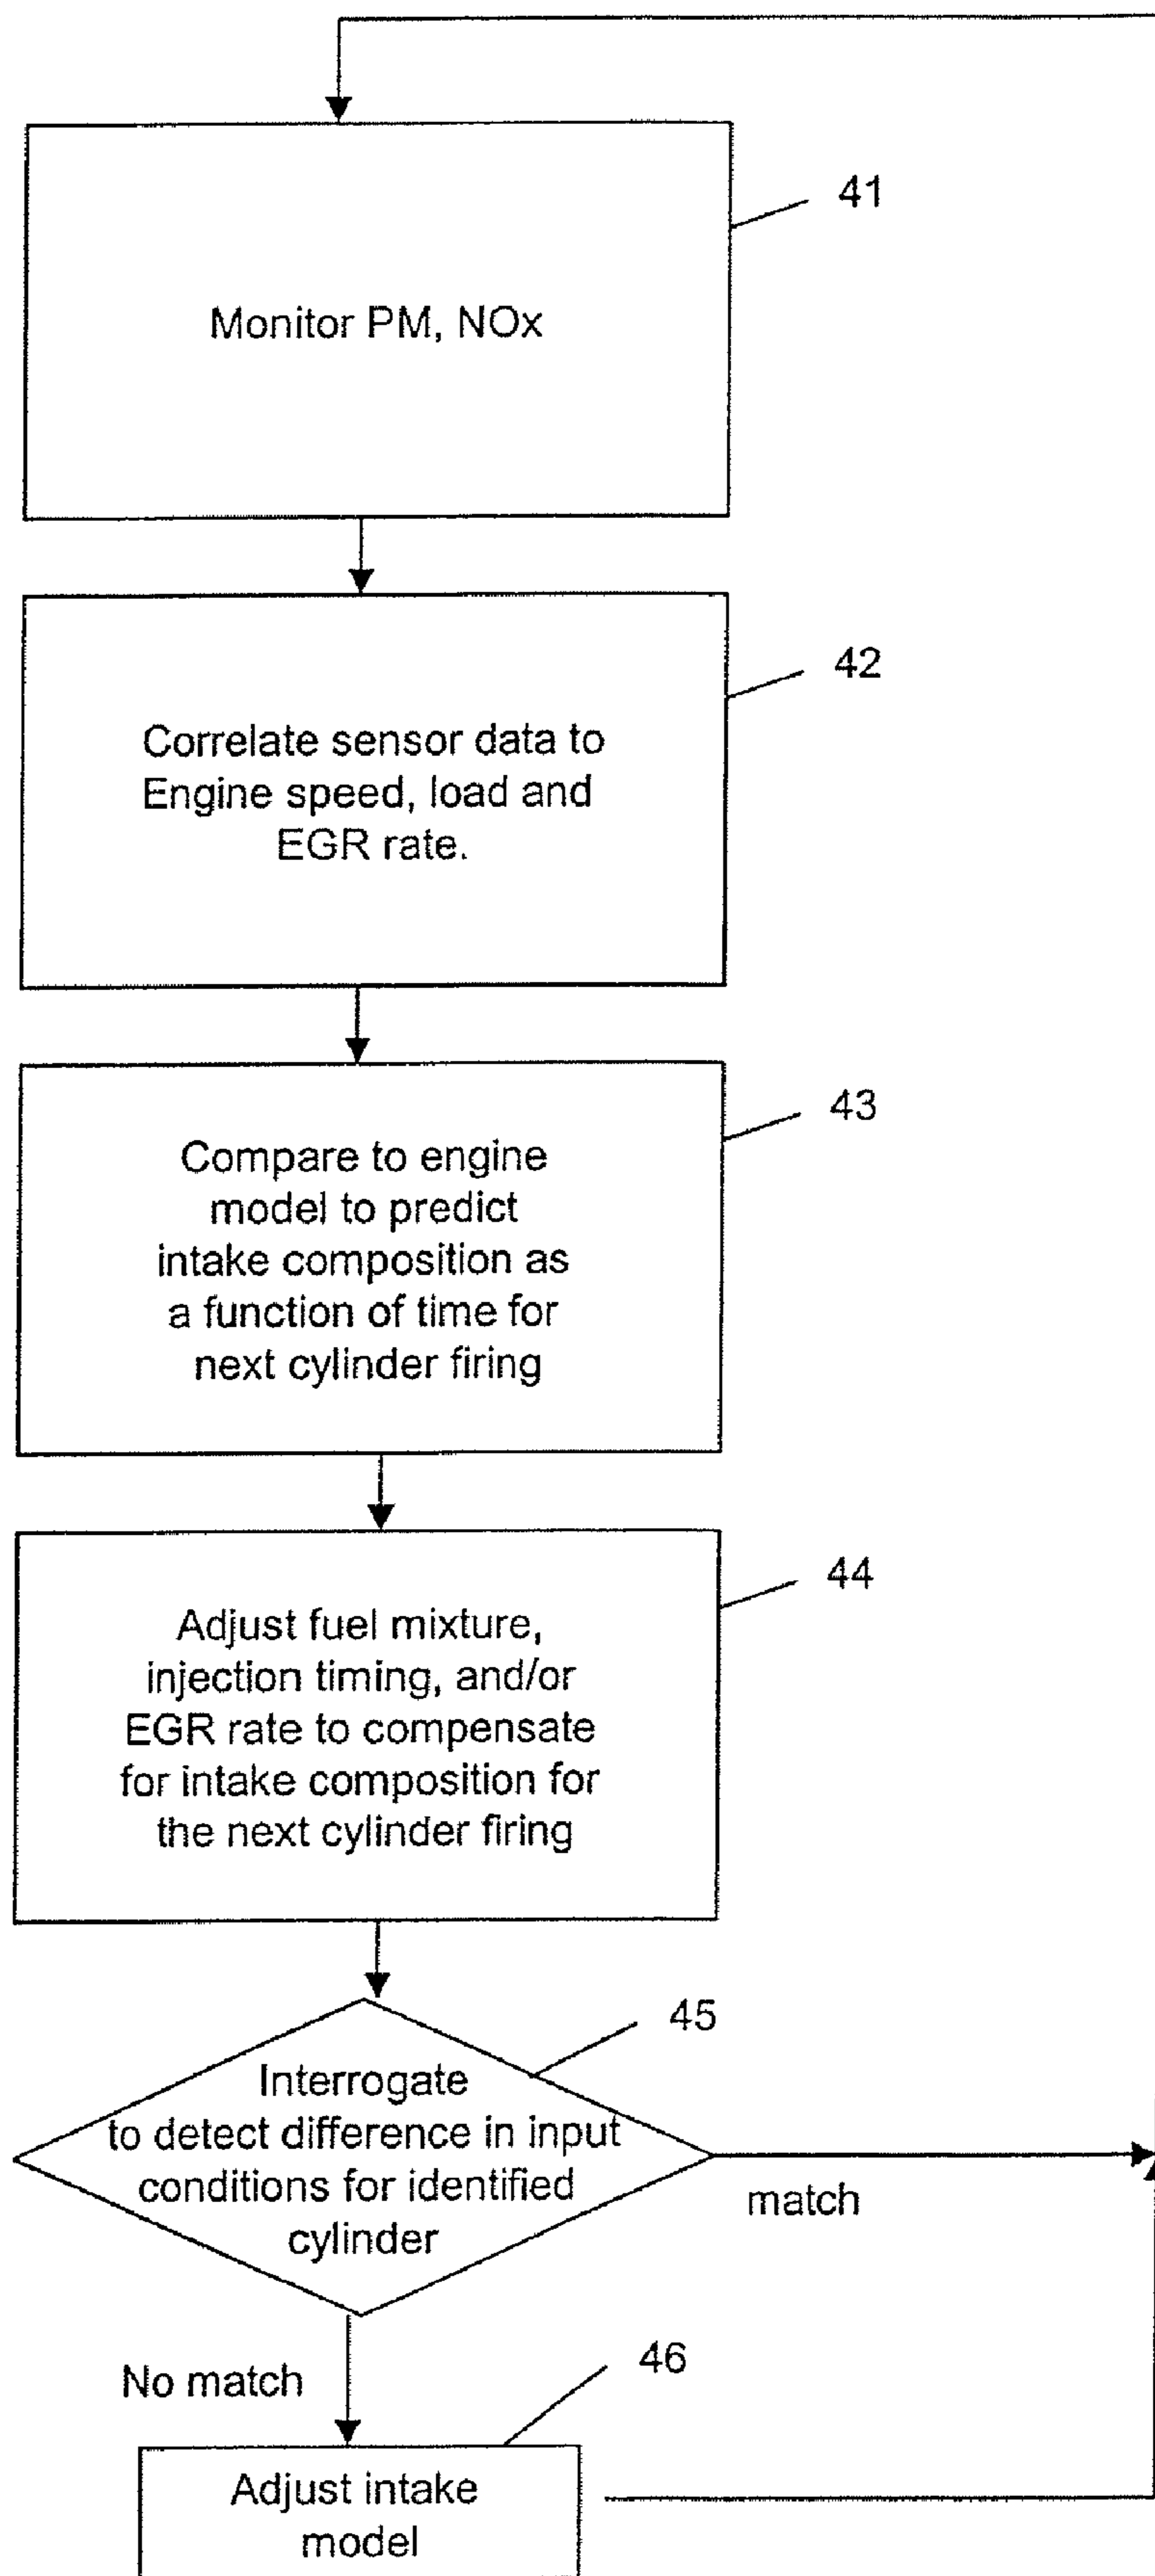 41
Monitor PM, NOx
42
Correlate sensor data to
Engine speed, load and
EGR rate.
43
Compare to engine
model to predict
intake composition as
a function of time for
next cylinder firing
44
Adjust fuel mixture,
injection timing, and/or
EGR rate to compensate
for intake composition for
the next cylinder firing
45
Interrogate
to detect difference in input
conditions for identified
cylinder
match
No match
46
Adjust intake
model